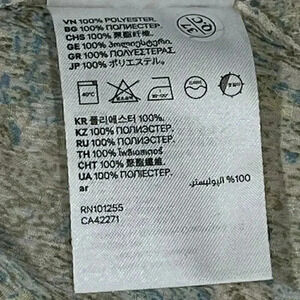 VN 100% POLYESTER.
BG 100% ПОЛИЕСТЕР.
CHS 100% 聚酯纤维.
GE 100% პოლიესტერი.
GR 100% ΠΟΛΥΕΣΤΕΡΑΣ.
JP 100% ポリエステル.
40°C
KR 폴리에스터 100%.
KZ 100% ПОЛИЭСТЕР.
RU 100% ПОЛИЭСТЕР.
TH 100% โพลีเอสเตอร์
CHT 100% 聚酯纖維.
UA 100% ПОЛІЕСТЕР.
ar
%100 البوليستر.
RN101255
CA42271